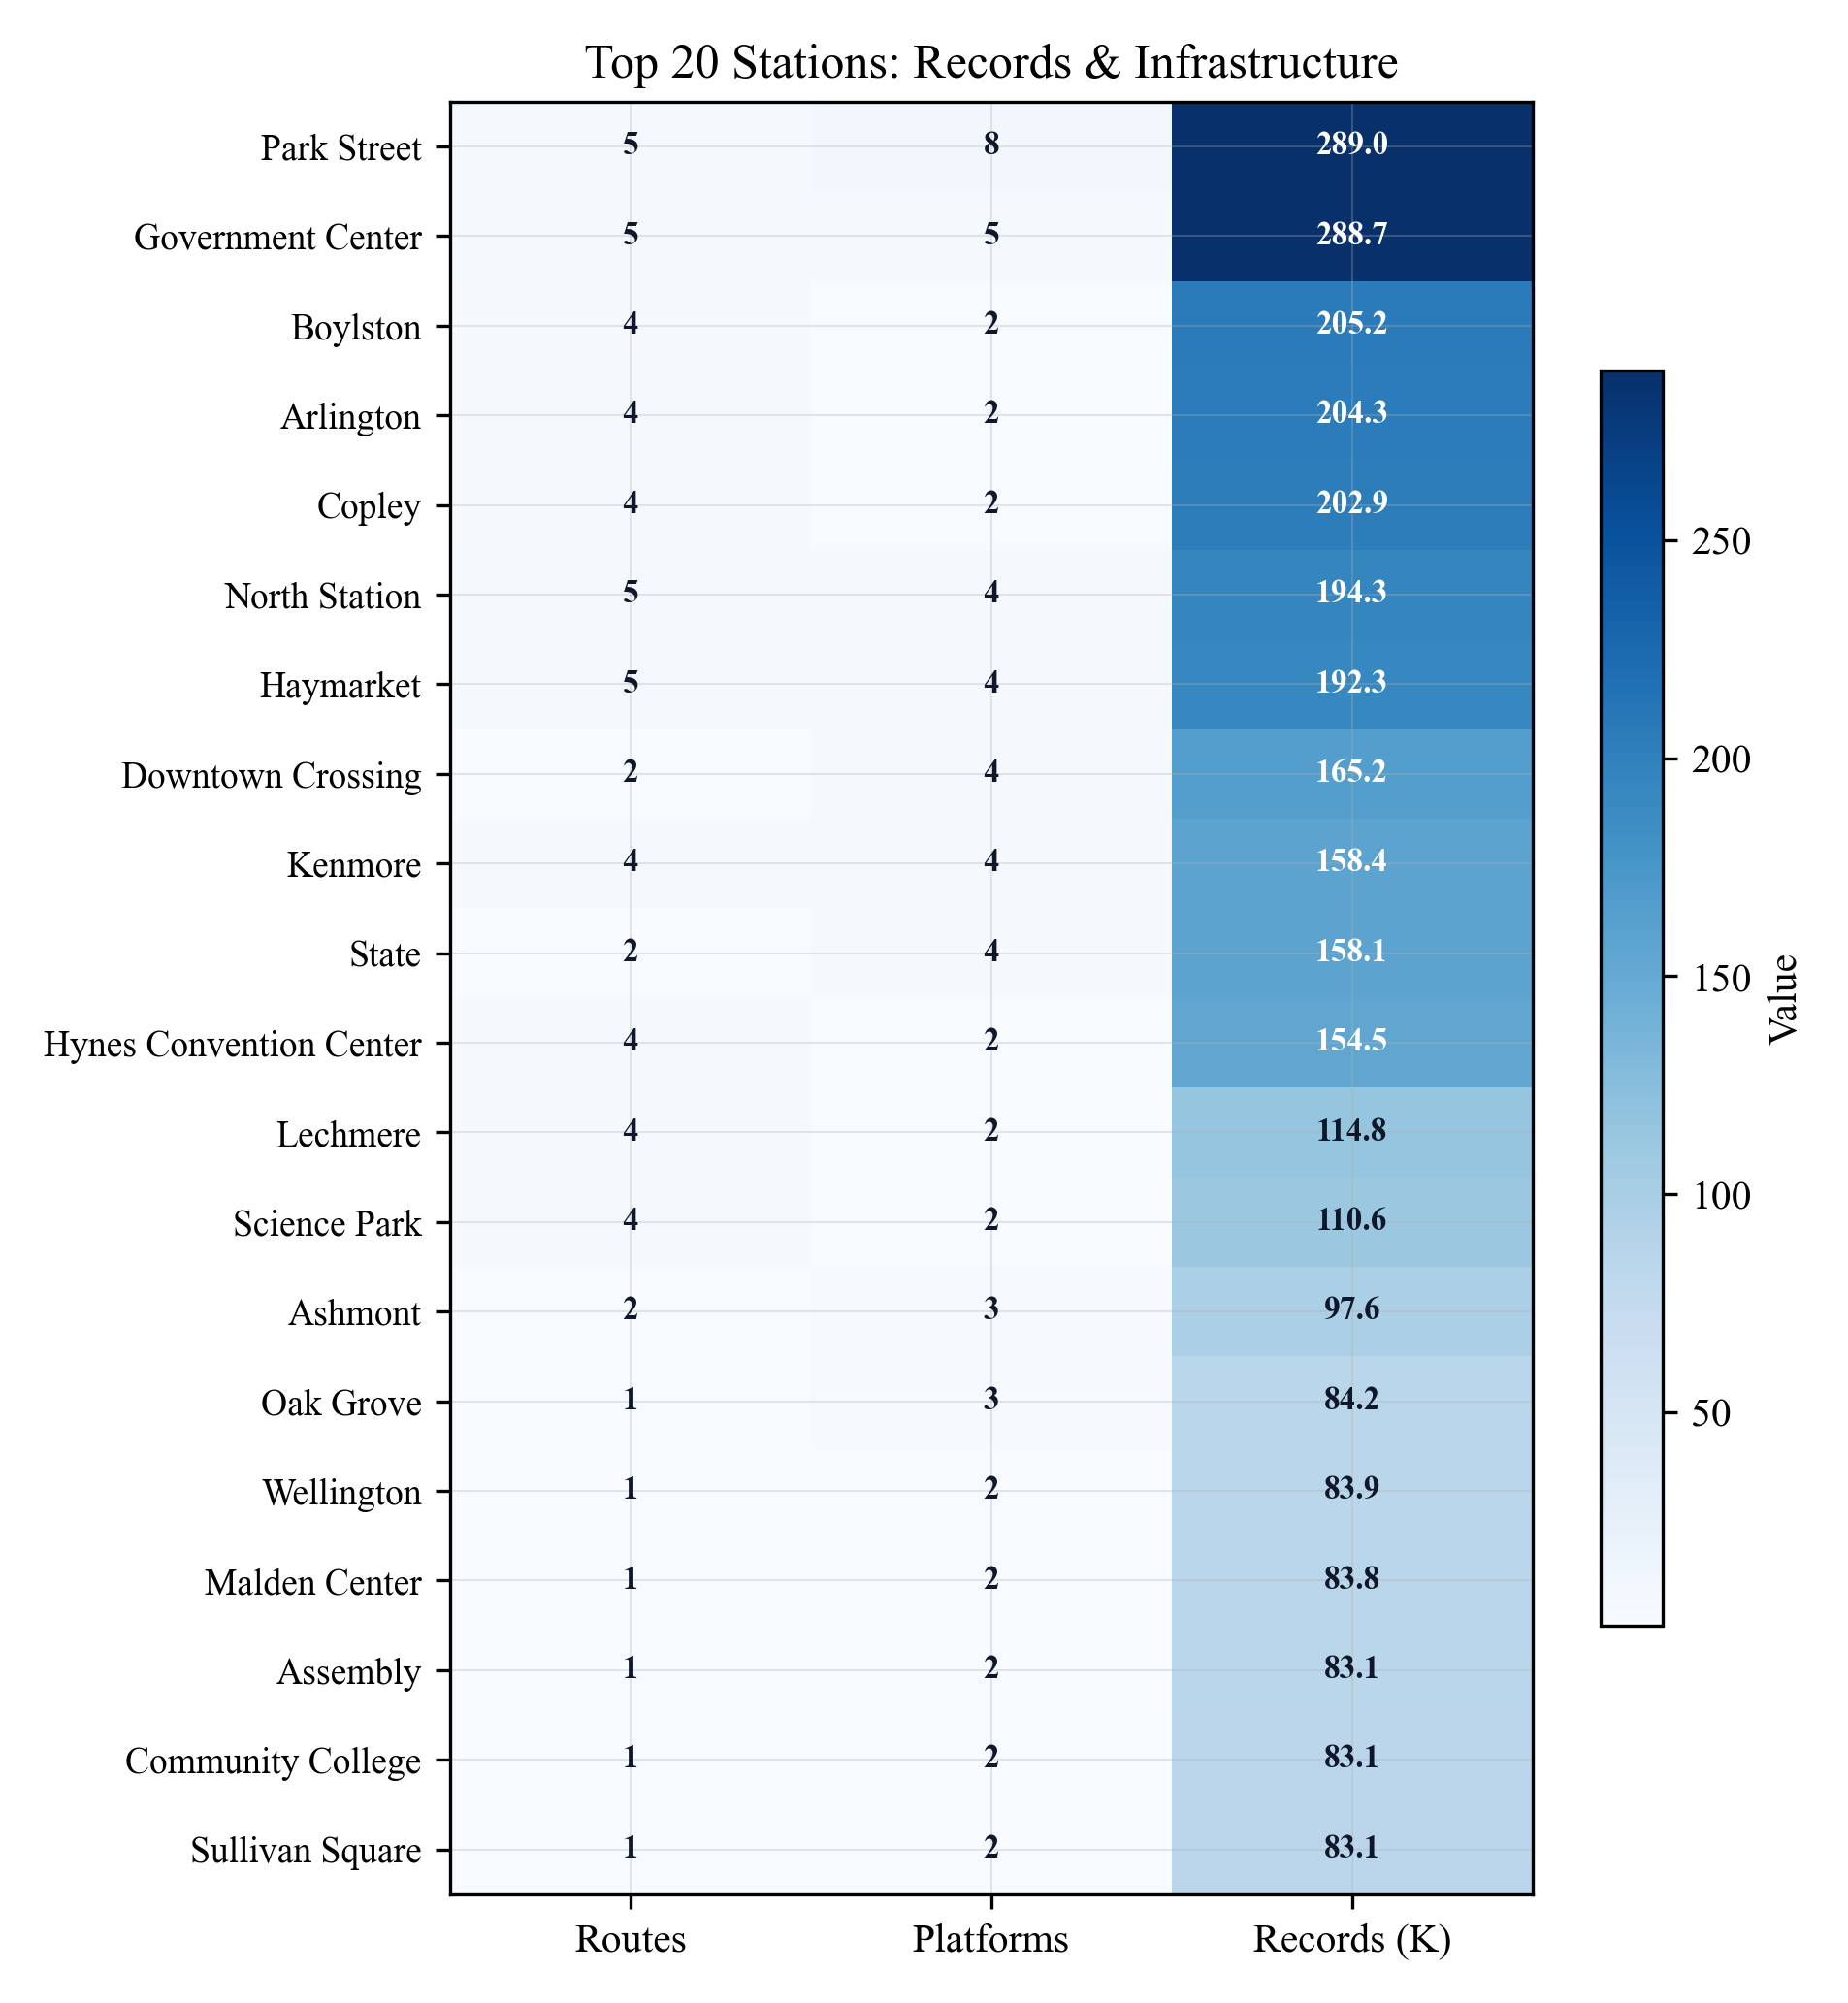 Top 20 Stations: Records & Infrastructure
Park Street 5 8 289.0
Government Center 5 5 288.7
Boylston 4 2 205.2
Arlington 4 2 204.3
Copley 4 2 202.9
North Station 5 4 194.3
Haymarket 5 4 192.3
Downtown Crossing 2 4 165.2
Kenmore 4 4 158.4
State 2 4 158.1
Hynes Convention Center 4 2 154.5
Lechmere 4 2 114.8
Science Park 4 2 110.6
Ashmont 2 3 97.6
Oak Grove 1 3 84.2
Wellington 1 2 83.9
Malden Center 1 2 83.8
Assembly 1 2 83.1
Community College 1 2 83.1
Sullivan Square 1 2 83.1
Routes Platforms Records (K)
250
200
150
100
50
Value